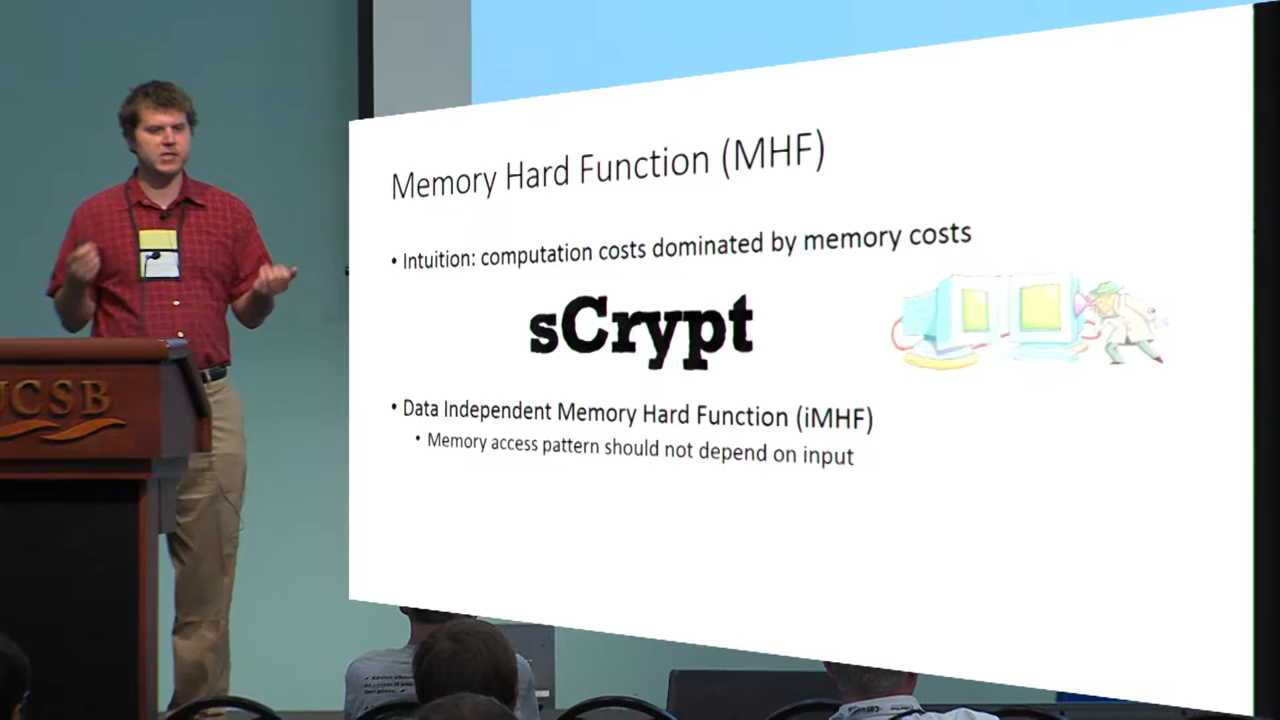 Memory Hard Function (MHF)
• Intuition: computation costs dominated by memory costs
sCrypt
• Data Independent Memory Hard Function (iMHF)
• Memory access pattern should not depend on input
UCSB